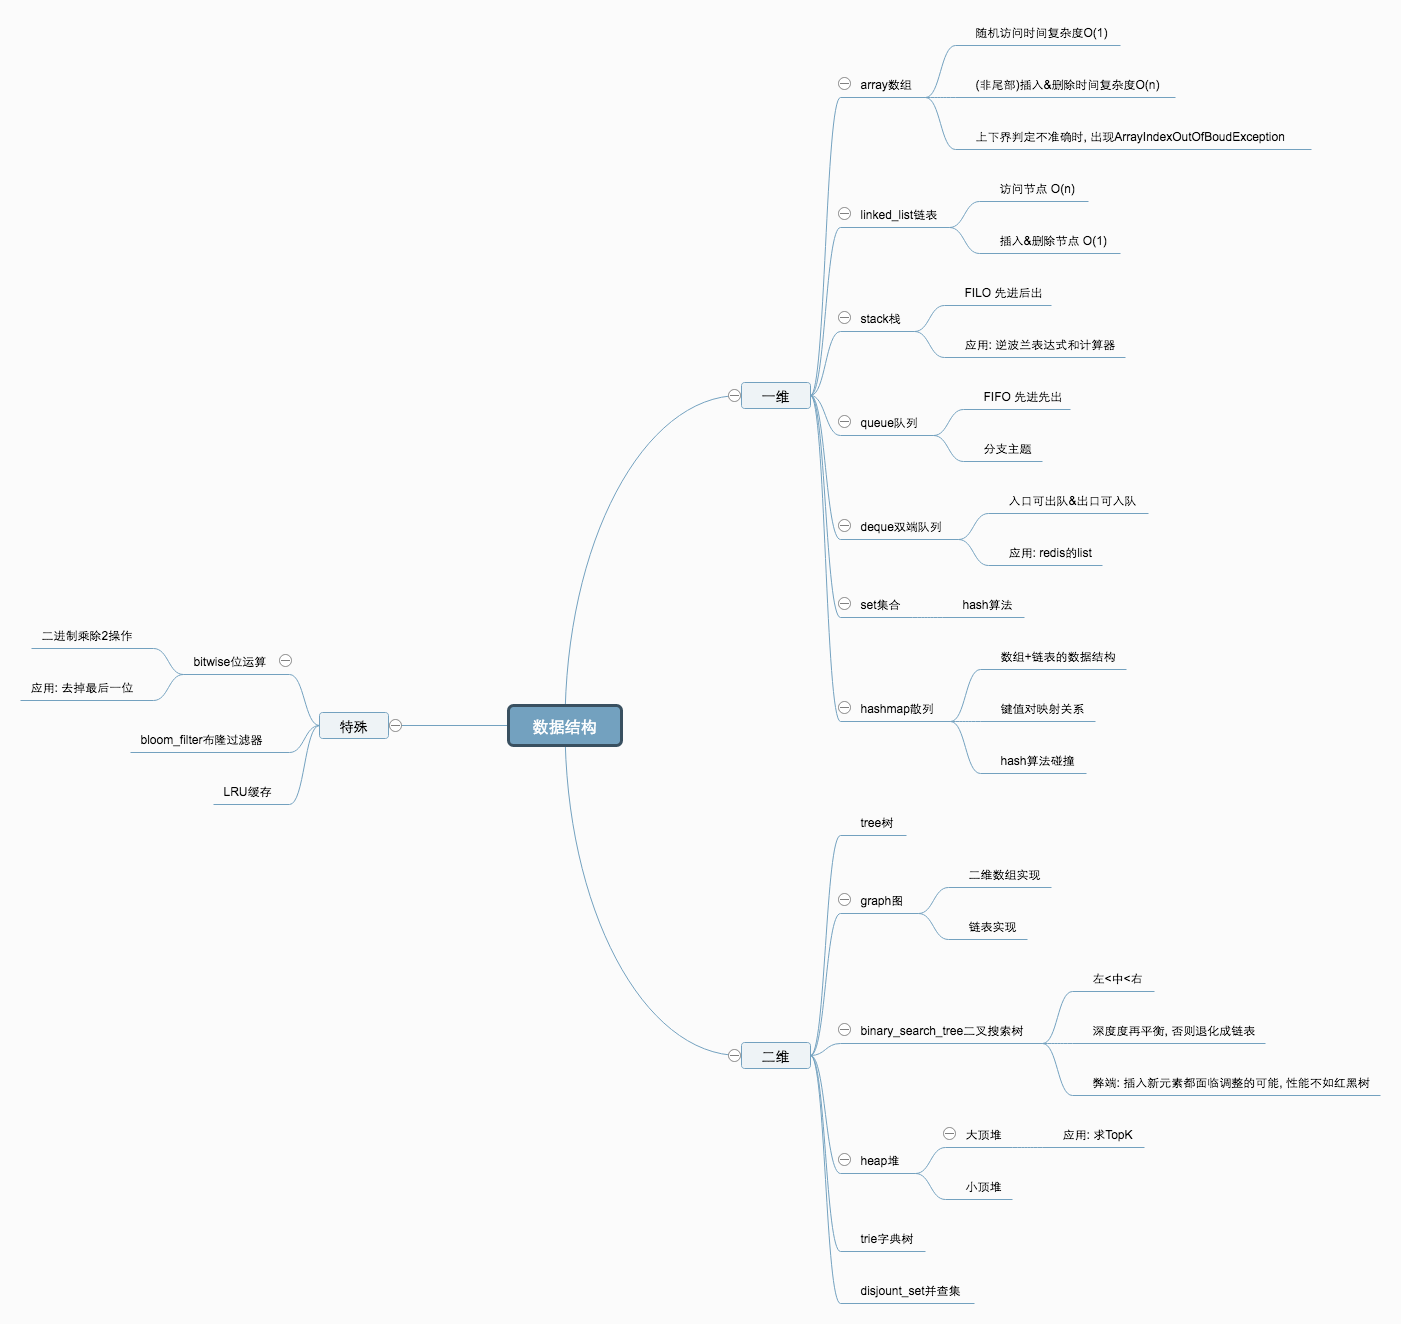 数据结构
一维
array数组
随机访问时间复杂度O(1)
(非尾部)插入&删除时间复杂度O(n)
上下界判定不准确时, 出现ArrayIndexOutOfBoudException
linked_list链表
访问节点 O(n)
插入&删除节点 O(1)
stack栈
FILO 先进后出
应用: 逆波兰表达式和计算器
queue队列
FIFO 先进先出
分支主题
deque双端队列
入口可出队&出口可入队
应用: redis的list
set集合
hash算法
hashmap散列
数组+链表的数据结构
键值对映射关系
hash算法碰撞
二维
tree树
graph图
二维数组实现
链表实现
binary_search_tree二叉搜索树
左<中<右
深度度再平衡, 否则退化成链表
弊端: 插入新元素都面临调整的可能, 性能不如红黑树
heap堆
大顶堆
应用: 求TopK
小顶堆
trie字典树
disjount_set并查集
特殊
bitwise位运算
二进制乘除2操作
应用: 去掉最后一位
bloom_filter布隆过滤器
LRU缓存